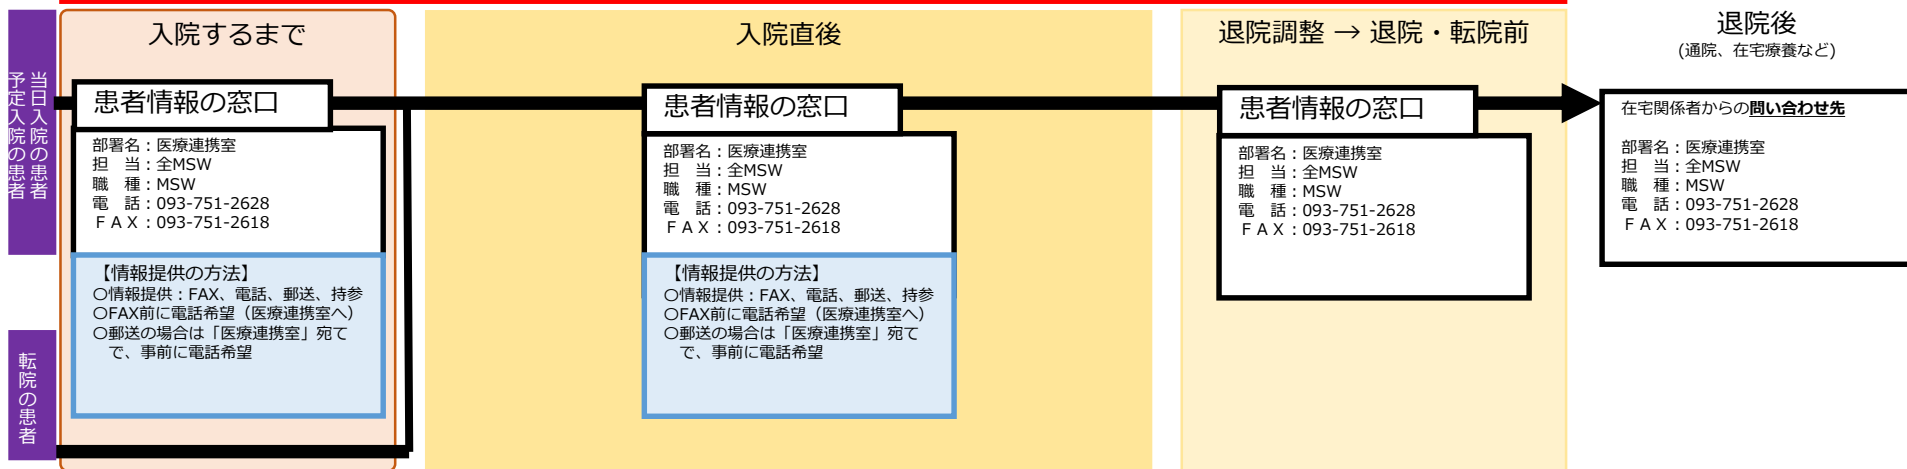 当日入院の患者
予定入院の患者
転院の患者
入院するまで
患者情報の窓口
部署名：医療連携室
担　当：全MSW
職　種：MSW
電　話：093-751-2628
ＦＡＸ：093-751-2618
【情報提供の方法】
○情報提供：FAX、電話、郵送、持参
○FAX前に電話希望（医療連携室へ）
○郵送の場合は「医療連携室」宛て
で、事前に電話希望
入院直後
患者情報の窓口
部署名：医療連携室
担　当：全MSW
職　種：MSW
電　話：093-751-2628
ＦＡＸ：093-751-2618
【情報提供の方法】
○情報提供：FAX、電話、郵送、持参
○FAX前に電話希望（医療連携室へ）
○郵送の場合は「医療連携室」宛て
で、事前に電話希望
退院調整 → 退院・転院前
患者情報の窓口
部署名：医療連携室
担　当：全MSW
職　種：MSW
電　話：093-751-2628
ＦＡＸ：093-751-2618
退院後
(通院、在宅療養など)
在宅関係者からの問い合わせ先
部署名：医療連携室
担　当：全MSW
職　種：MSW
電　話：093-751-2628
ＦＡＸ：093-751-2618